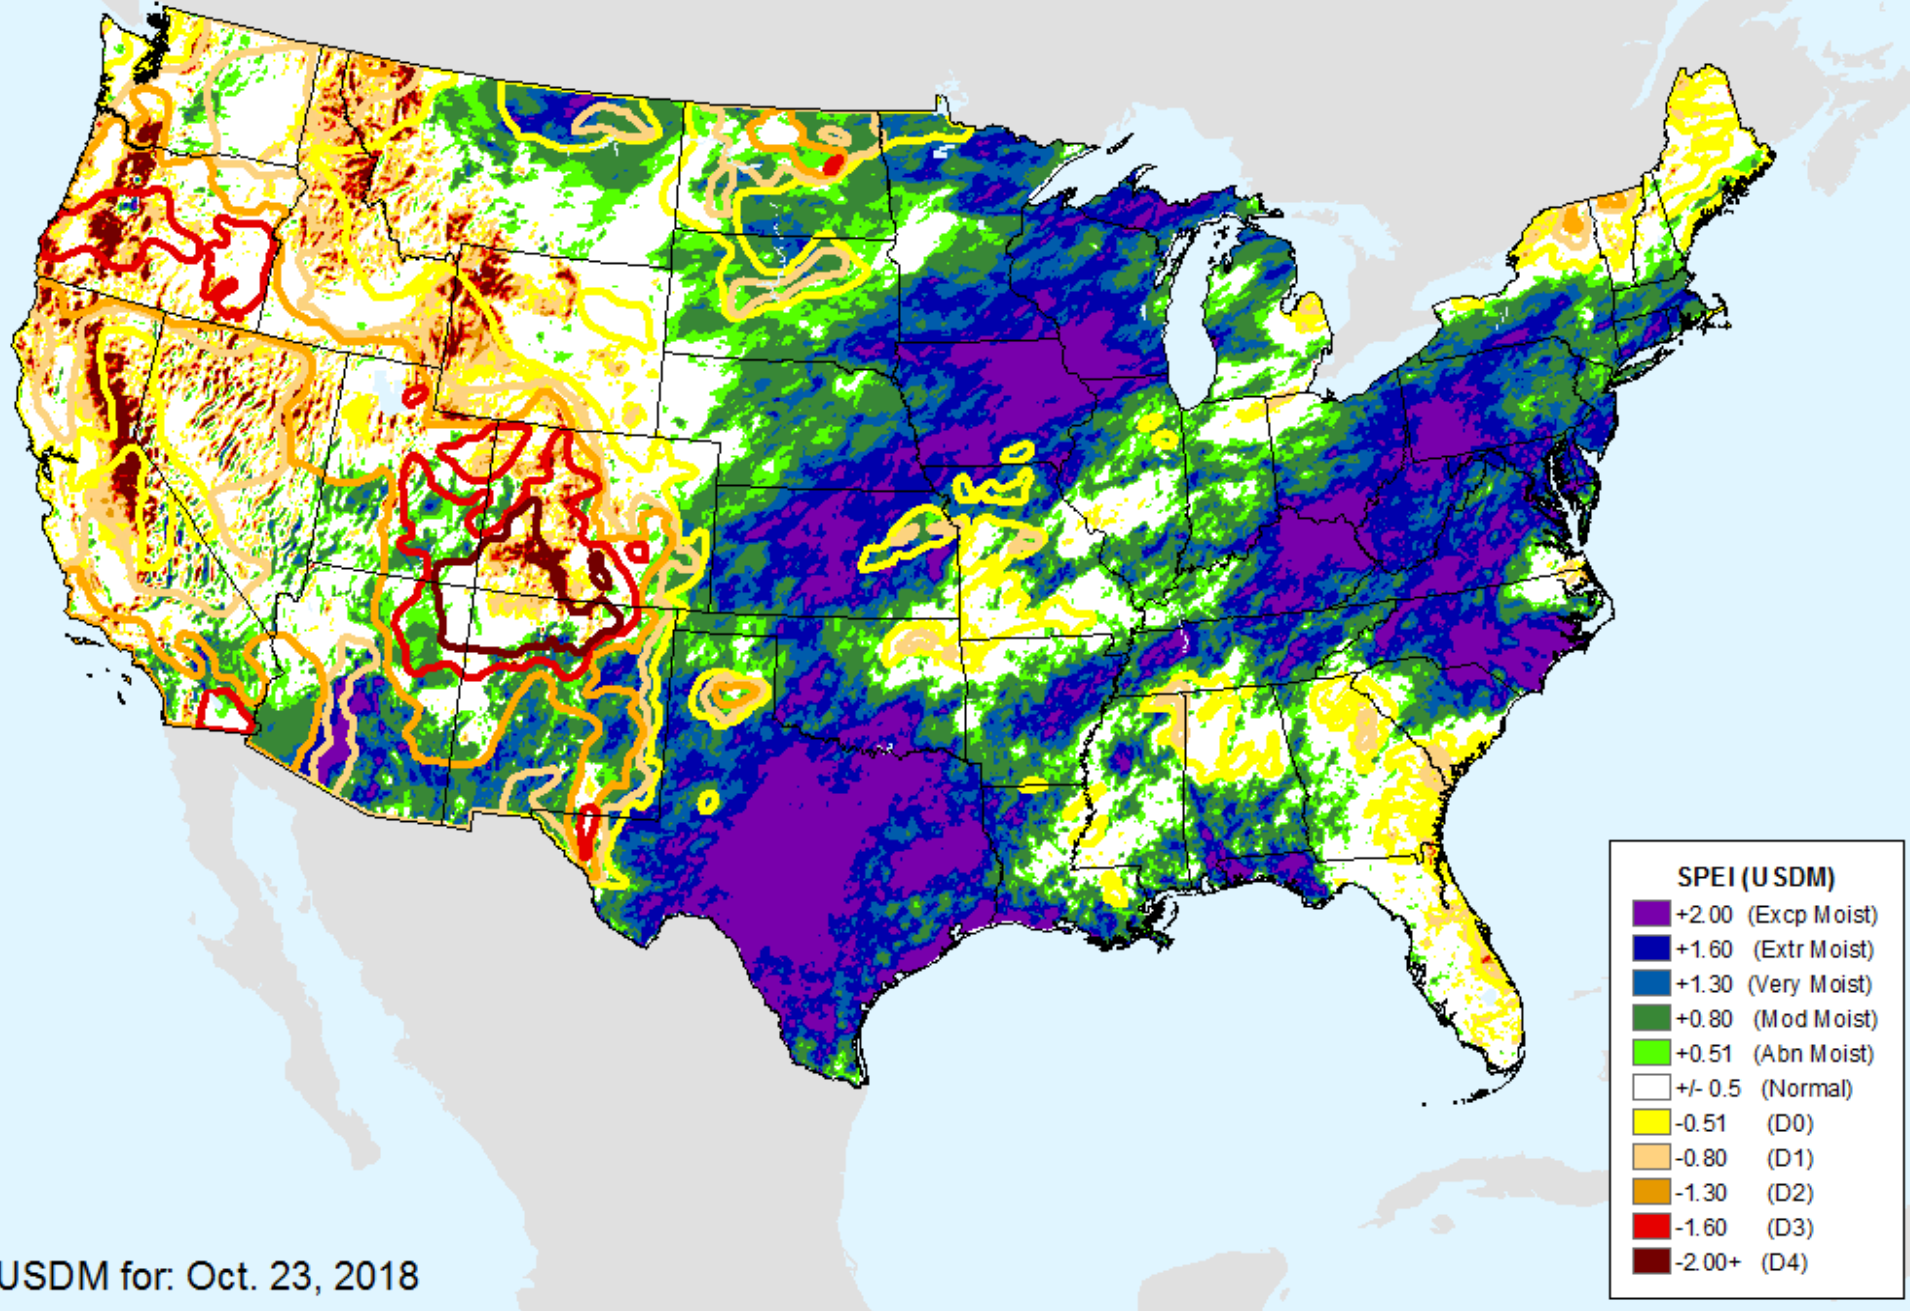 SPEI (USDM)
+2.00 (Excp Moist)
+1.60 (Extr Moist)
+1.30 (Very Moist)
+0.80 (Mod Moist)
+0.51 (Abn Moist)
+/- 0.5 (Normal)
-0.51 (D0)
-0.80 (D1)
-1.30 (D2)
-1.60 (D3)
-2.00+ (D4)
USDM for: Oct. 23, 2018